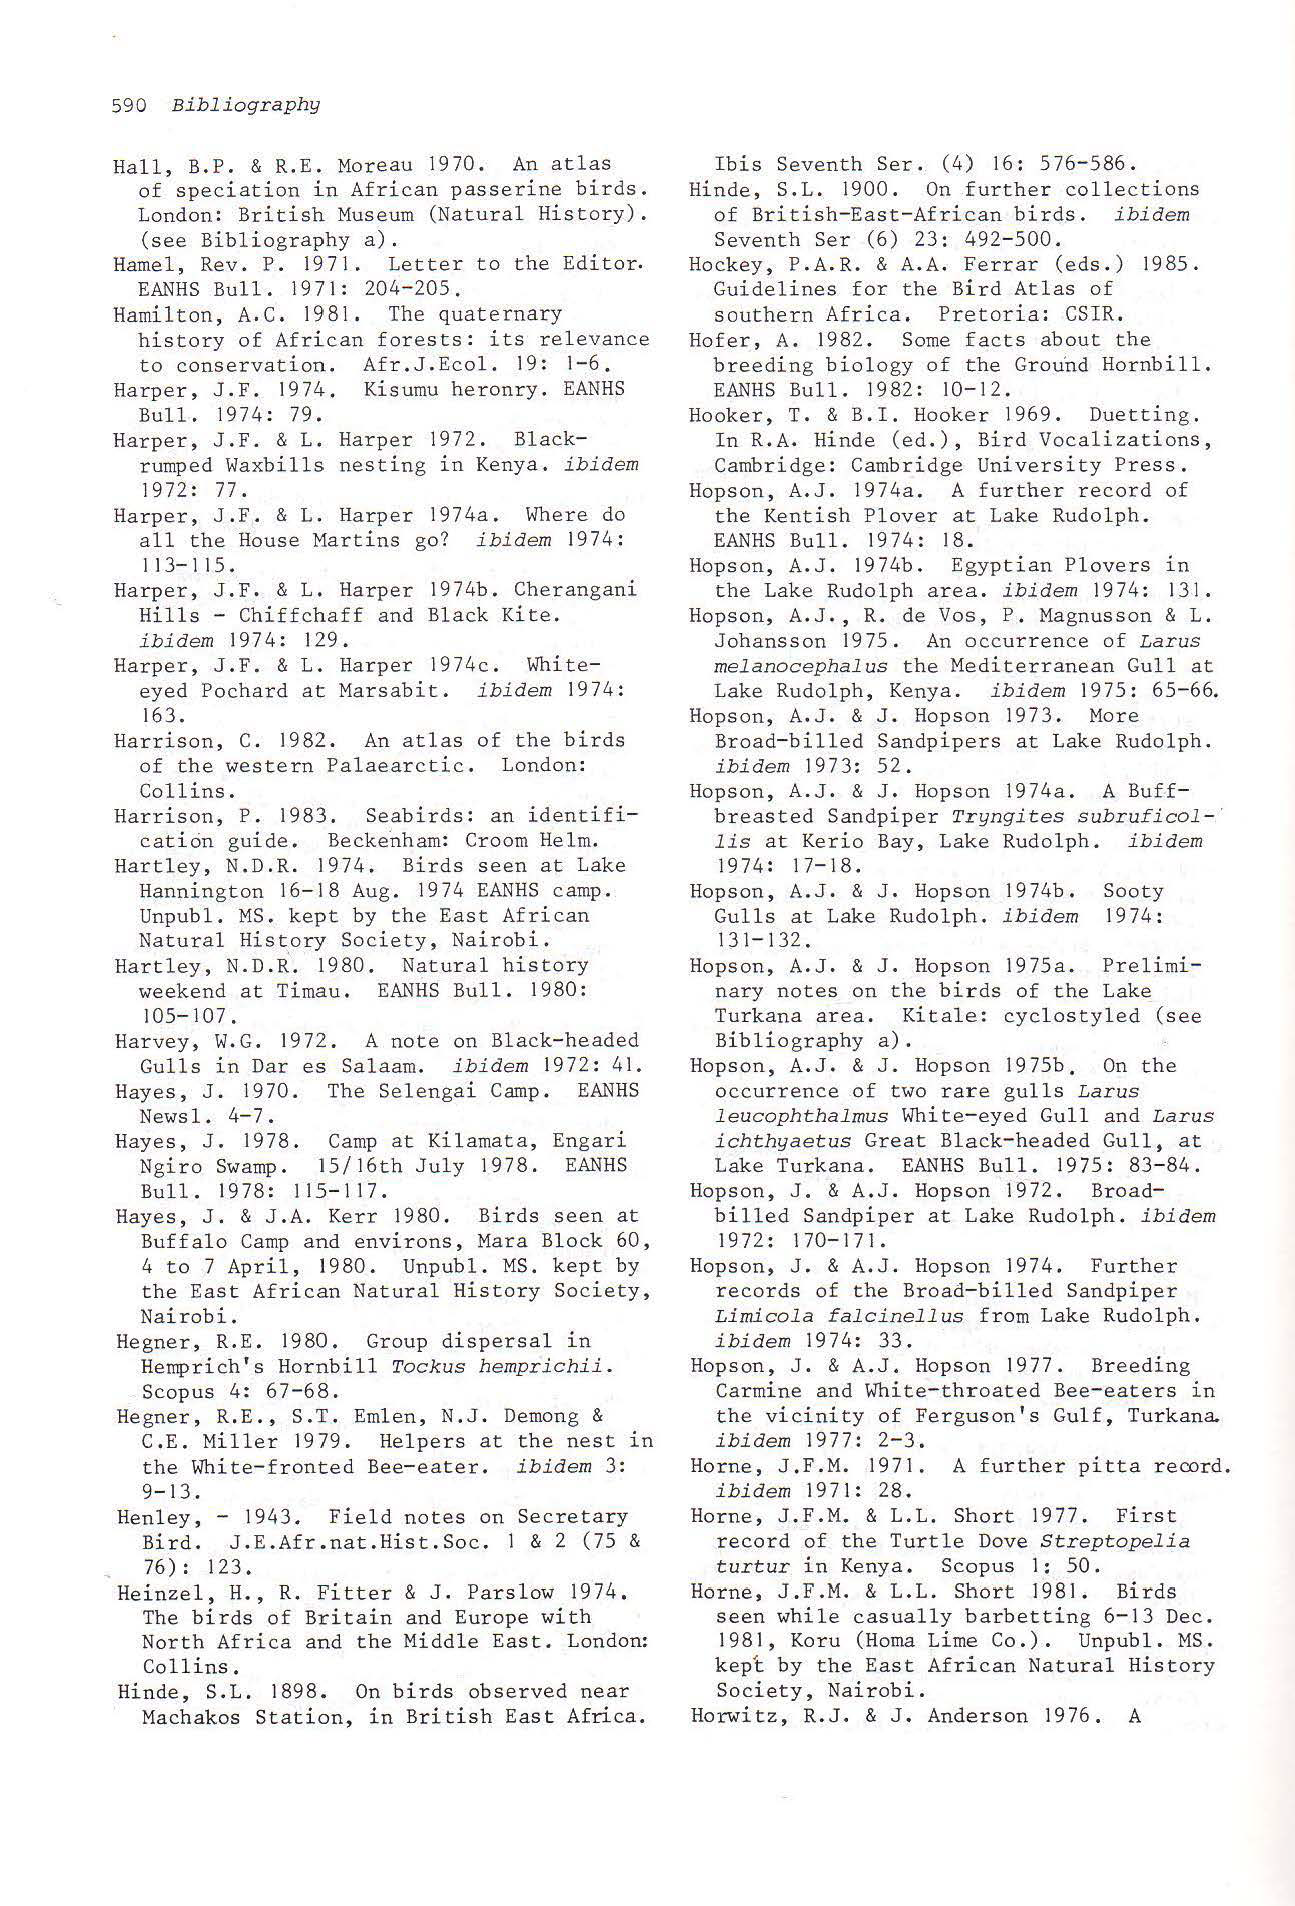 590 Bibliography
Hall, B.P. & R.E. Moreau 1970. An atlas
of speciation in African passerine birds.
London: British Museum (Natural History).
(see Bibliography a).
Hamel, Rev. P. 1971. Letter to the Editor.
EANHS Bull. 1971: 204-205.
Hamilton, A.C. 1981. The quaternary
history of African forests: its relevance
to conservation. Afr.J.Ecol. 19: 1-6.
Harper, J.F. 1974. Kisumu heronry. EANHS
Bull. 1974: 79.
Harper, J.F. & L. Harper 1972. Black-
rumped Waxbills nesting in Kenya. ibidem
1972: 77.
Harper, J.F. & L. Harper 1974a. Where do
all the House Martins go? ibidem 1974:
113-115.
Harper, J.F. & L. Harper 1974b. Cherangani
Hills - Chiffchaff and Black Kite.
ibidem 1974: 129.
Harper, J.F. & L. Harper 1974c. White-
eyed Pochard at Marsabit. ibidem 1974:
163.
Harrison, C. 1982. An atlas of the birds
of the western Palaearctic. London:
Collins.
Harrison, P. 1983. Seabirds: an identifi-
cation guide. Beckenham: Croom Helm.
Hartley, N.D.R. 1974. Birds seen at Lake
Hannington 16-18 Aug. 1974 EANHS camp.
Unpubl. MS. kept by the East African
Natural History Society, Nairobi.
Hartley, N.D.R. 1980. Natural history
weekend at Timau. EANHS Bull. 1980:
105-107.
Harvey, W.G. 1972. A note on Black-headed
Gulls in Dar es Salaam. ibidem 1972: 41.
Hayes, J. 1970. The Selengai Camp. EANHS
Newsl. 4-7.
Hayes, J. 1978. Camp at Kilamata, Engari
Ngiro Swamp. 15/16th July 1978. EANHS
Bull. 1978: 115-117.
Hayes, J. & J.A. Kerr 1980. Birds seen at
Buffalo Camp and environs, Mara Block 60,
4 to 7 April, 1980. Unpubl. MS. kept by
the East African Natural History Society,
Nairobi.
Hegner, R.E. 1980. Group dispersal in
Hemprich's Hornbill Tockus hemprichii.
Scopus 4: 67-68.
Hegner, R.E., S.T. Emlen, N.J. Demong &
C.E. Miller 1979. Helpers at the nest in
the White-fronted Bee-eater. ibidem 3:
9-13.
Henley, - 1943. Field notes on Secretary
Bird. J.E.Afr.nat.Hist.Soc. 1 & 2 (75 &
76): 123.
Heinzel, H., R. Fitter & J. Parslow 1974.
The birds of Britain and Europe with
North Africa and the Middle East. London:
Collins.
Hinde, S.L. 1898. On birds observed near
Machakos Station, in British East Africa.
Ibis Seventh Ser. (4) 16: 576-586.
Hinde, S.L. 1900. On further collections
of British-East-African birds. ibidem
Seventh Ser (6) 23: 492-500.
Hockey, P.A.R. & A.A. Ferrar (eds.) 1985.
Guidelines for the Bird Atlas of
southern Africa. Pretoria: CSIR.
Hofer, A. 1982. Some facts about the
breeding biology of the Ground Hornbill.
EANHS Bull. 1982: 10-12.
Hooker, T. & B.I. Hooker 1969. Duetting.
In R.A. Hinde (ed.), Bird Vocalizations,
Cambridge: Cambridge University Press.
Hopson, A.J. 1974a. A further record of
the Kentish Plover at Lake Rudolph.
EANHS Bull. 1974: 18.
Hopson, A.J. 1974b. Egyptian Plovers in
the Lake Rudolph area. ibidem 1974: 131.
Hopson, A.J., R. de Vos, P. Magnusson & L.
Johansson 1975. An occurrence of Larus
melanocephalus the Mediterranean Gull at
Lake Rudolph, Kenya. ibidem 1975: 65-66.
Hopson, A.J. & J. Hopson 1973. More
Broad-billed Sandpipers at Lake Rudolph.
ibidem 1973: 52.
Hopson, A.J. & J. Hopson 1974a. A Buff-
breasted Sandpiper Tryngites subruficol-
lis at Kerio Bay, Lake Rudolph. ibidem
1974: 17-18.
Hopson, A.J. & J. Hopson 1974b. Sooty
Gulls at Lake Rudolph. ibidem 1974:
131-132.
Hopson, A.J. & J. Hopson 1975a. Prelimi-
nary notes on the birds of the Lake
Turkana area. Kitale: cyclostyled (see
Bibliography a).
Hopson, A.J. & J. Hopson 1975b. On the
occurrence of two rare gulls Larus
leucophthalmus White-eyed Gull and Larus
ichthyaetus Great Black-headed Gull, at
Lake Turkana. EANHS Bull. 1975: 83-84.
Hopson, J. & A.J. Hopson 1972. Broad-
billed Sandpiper at Lake Rudolph. ibidem
1972: 170-171.
Hopson, J. & A.J. Hopson 1974. Further
records of the Broad-billed Sandpiper
Limicola falcinellus from Lake Rudolph.
ibidem 1974: 33.
Hopson, J. & A.J. Hopson 1977. Breeding
Carmine and White-throated Bee-eaters in
the vicinity of Ferguson's Gulf, Turkana.
ibidem 1977: 2-3.
Horne, J.F.M. 1971. A further pitta record.
ibidem 1971: 28.
Horne, J.F.M. & L.L. Short 1977. First
record of the Turtle Dove Streptopelia
turtur in Kenya. Scopus 1: 50.
Horne, J.F.M. & L.L. Short 1981. Birds
seen while casually barbetting 6-13 Dec.
1981, Koru (Homa Lime Co.). Unpubl. MS.
kept by the East African Natural History
Society, Nairobi.
Horwitz, R.J. & J. Anderson 1976. A